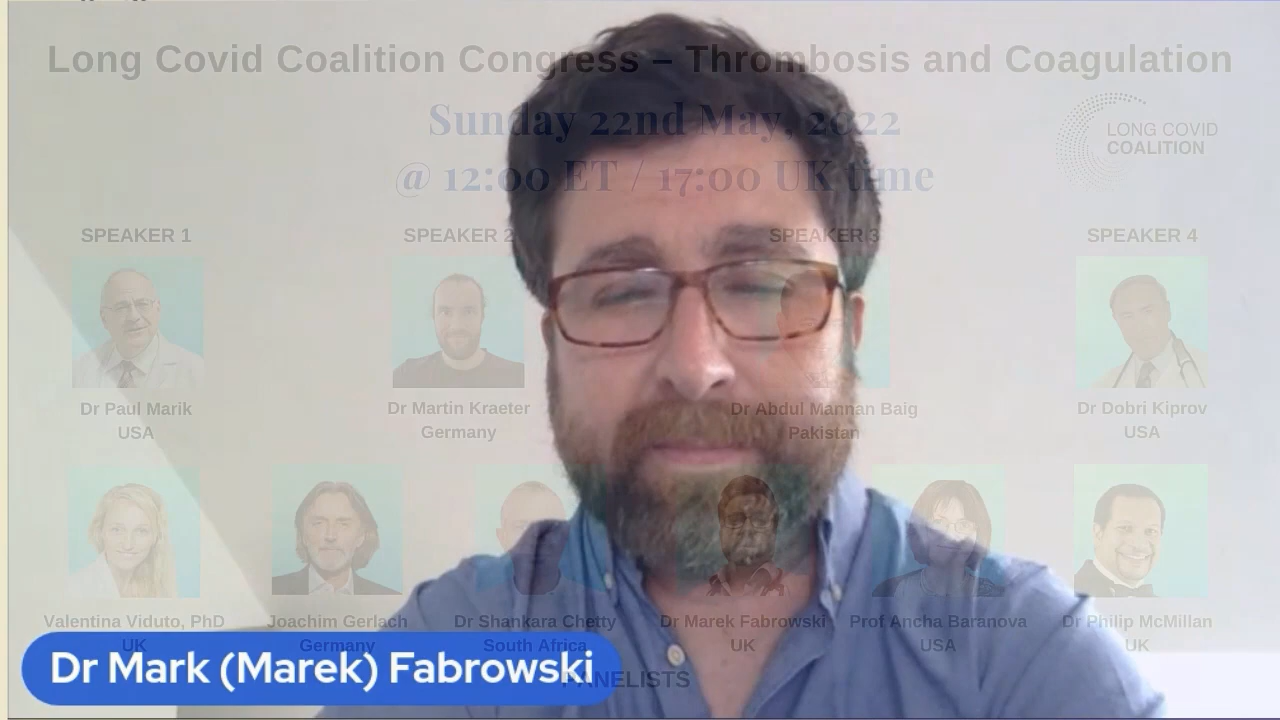 Long Covid Coalition Congress – Thrombosis and Coagulation
Sunday 22nd May, 2022
@ 12:00 ET / 17:00 UK time
LONG COVID
COALITION
SPEAKER 1
SPEAKER 2
SPEAKER 3
SPEAKER 4
Dr Paul Marik
USA
Dr Martin Kraeter
Germany
Dr Abdul Mannan Baig
Pakistan
Dr Dobri Kiprov
USA
Valentina Viduto, PhD
UK
Joachim Gerlach
Germany
Dr Shankara Chetty
South Africa
Dr Marek Fabrowski
UK
Prof Ancha Baranova
USA
Dr Philip McMillan
UK
Dr Mark (Marek) Fabrowski
PANELISTS